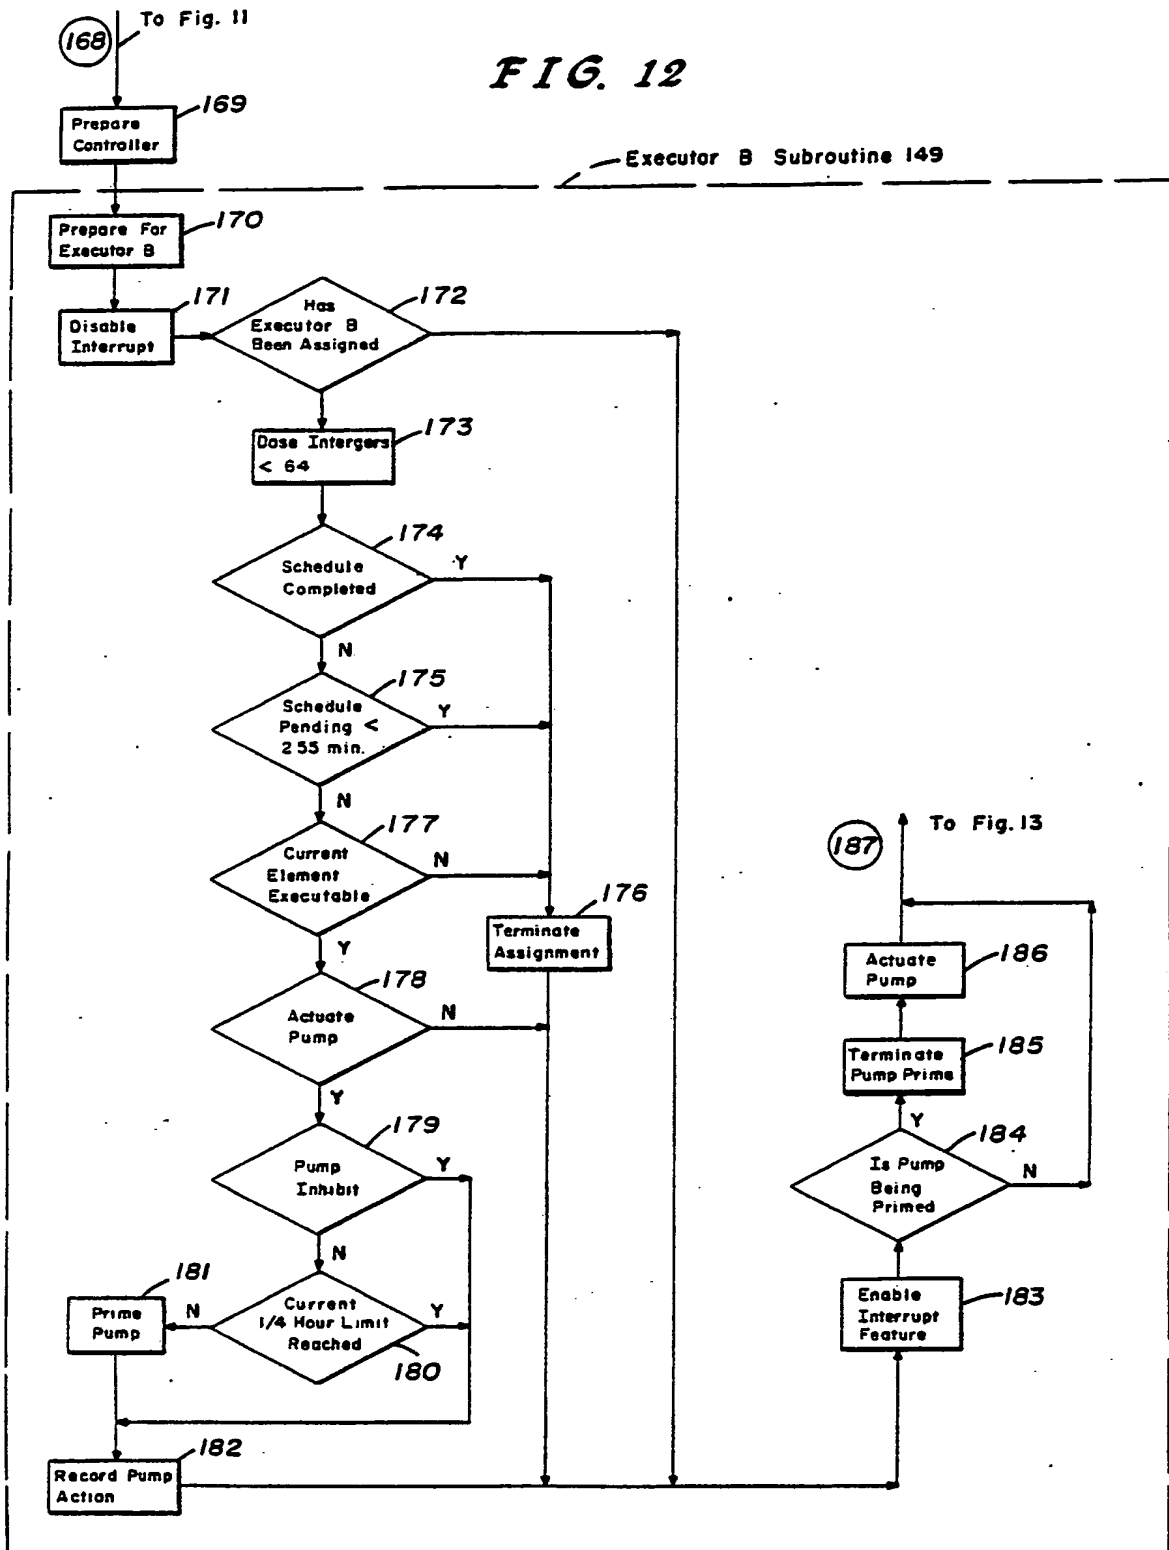 168
To Fig. 11
FIG. 12
169
Prepare
Controller
Executor B Subroutine 149
170
Prepare For
Executor B
171
Disable
Interrupt
172
Has
Executor B
Been Assigned
173
Dose Intergers
< 64
174
Schedule
Completed
Y
N
175
Schedule
Pending <
255 min.
Y
N
177
Current
Element
Executable
N
Y
176
Terminate
Assignment
178
Actuate
Pump
N
Y
179
Pump
Inhibit
Y
N
181
Prime
Pump
N
Current
1/4 Hour Limit
Reached
Y
180
182
Record Pump
Action
187
To Fig. 13
Actuate
Pump
186
Terminate
Pump Prime
185
Y
184
Is Pump
Being
Primed
N
Enable
Interrupt
Feature
183